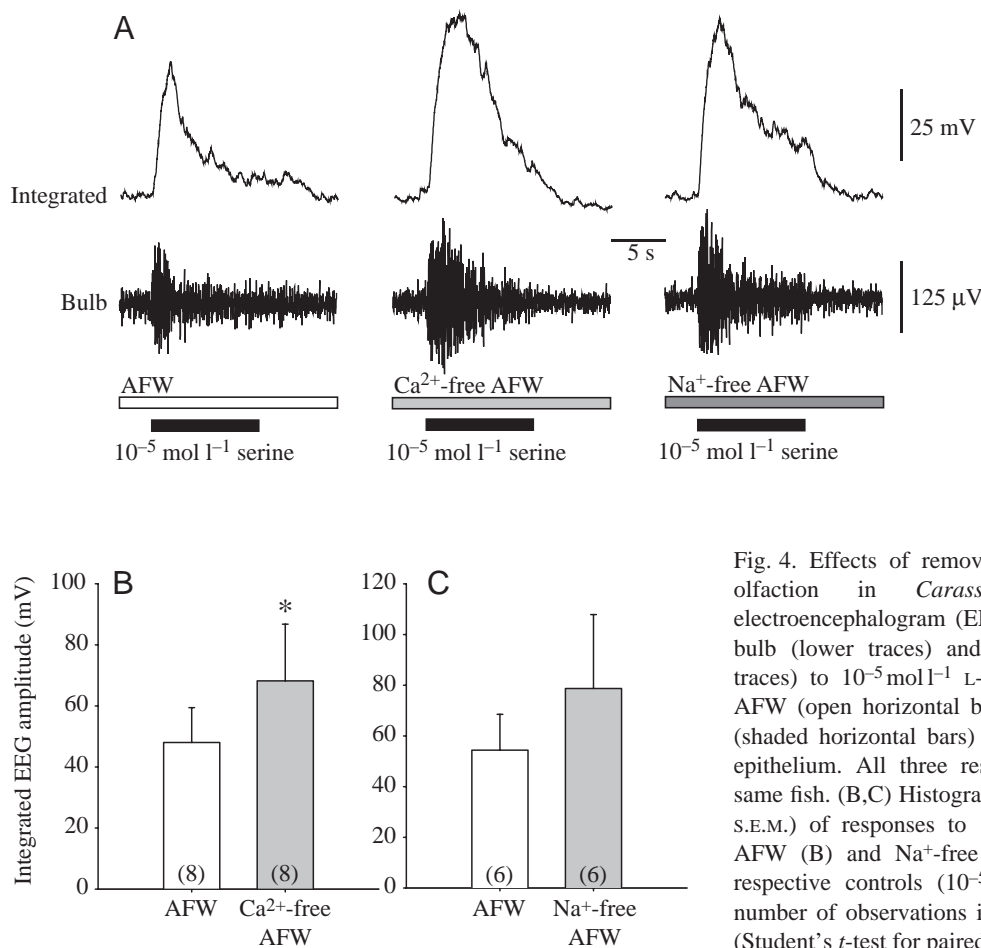 A
25 mV
Integrated
5 s
Bulb
125 µV
AFW
Ca²⁺-free AFW
Na⁺-free AFW
10⁻⁵ mol l⁻¹ serine
10⁻⁵ mol l⁻¹ serine
10⁻⁵ mol l⁻¹ serine
Integrated EEG amplitude (mV)
B
100
80
60
40
20
0
*
(8)
(8)
AFW
Ca²⁺-free
AFW
C
120
100
80
60
40
20
0
(6)
(6)
AFW
Na⁺-free
AFW
Fig. 4. Effects of remov
olfaction in Carass
electroencephalogram (EI
bulb (lower traces) and
traces) to 10⁻⁵ mol l⁻¹ L-
AFW (open horizontal b
(shaded horizontal bars)
epithelium. All three res
same fish. (B,C) Histogra
S.E.M.) of responses to
AFW (B) and Na⁺-free
respective controls (10⁻⁵
number of observations i
(Student's t-test for paired